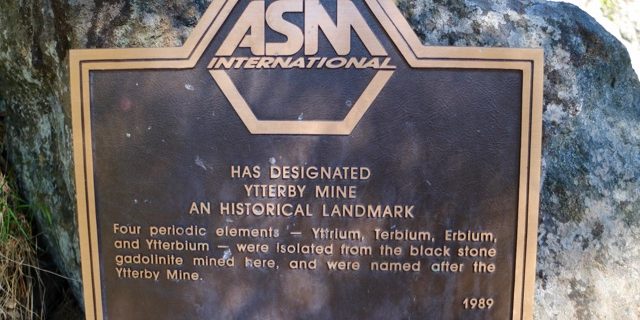 ASM
INTERNATIONAL
HAS DESIGNATED
YTTERBY MINE
AN HISTORICAL LANDMARK
Four periodic elements — Yttrium, Terbium, Erbium,
and Ytterbium — were isolated from the black stone
gadolinite mined here, and were named after the
Ytterby Mine.
1989